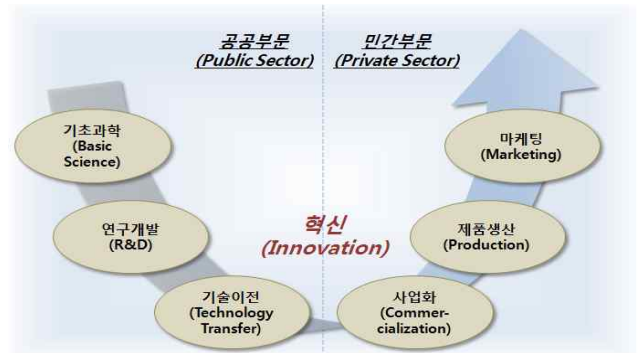 공공부문
(Public Sector)
민간부문
(Private Sector)
기초과학
(Basic
Science)
연구개발
(R&D)
기술이전
(Technology
Transfer)
혁신
(Innovation)
사업화
(Commer-
cialization)
제품생산
(Production)
마케팅
(Marketing)